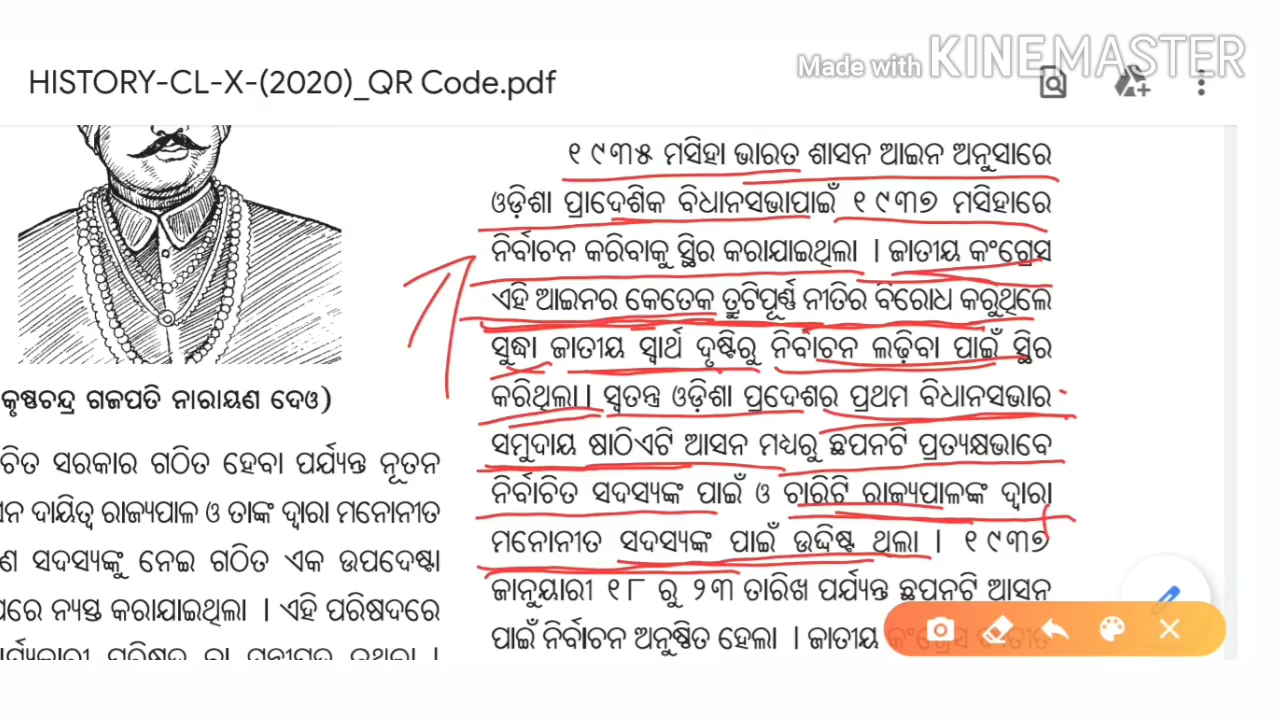 Made with KINEMASTER
HISTORY-CL-X-(2020)_QR Code.pdf
କୃଷ୍ଣଚନ୍ଦ୍ର ଗଜପତି ନାରାୟଣ ଦେଓ)
ଚିତ ସରକାର ଗଠିତ ହେବା ପର୍ଯ୍ୟନ୍ତ ନୂତନ
ସନ ଦାୟିତ୍ୱ ରାଜ୍ୟପାଳ ଓ ତାଙ୍କ ଦ୍ୱାରା ମନୋନୀତ
ଣ ସଦସ୍ୟଙ୍କୁ ନେଇ ଗଠିତ ଏକ ଉପଦେଷ୍ଟା
ପରେ ନ୍ୟସ୍ତ କରାଯାଇଥିଲା । ଏହି ପରିଷଦରେ
୧୯୩୫ ମସିହା ଭାରତ ଶାସନ ଆଇନ ଅନୁସାରେ
ଓଡ଼ିଶା ପ୍ରାଦେଶିକ ବିଧାନସଭାପାଇଁ ୧୯୩୭ ମସିହାରେ
ନିର୍ବାଚନ କରିବାକୁ ସ୍ଥିର କରାଯାଇଥିଲା । ଜାତୀୟ କଂଗ୍ରେସ
ଏହି ଆଇନର କେତେକ ତ୍ରୁଟିପୂର୍ଣ୍ଣ ନୀତିର ବିରୋଧ କରୁଥିଲେ
ସୁଦ୍ଧା ଜାତୀୟ ସ୍ୱାର୍ଥ ଦୃଷ୍ଟିରୁ ନିର୍ବାଚନ ଲଢ଼ିବା ପାଇଁ ସ୍ଥିର
କରିଥିଲା । ସ୍ୱତନ୍ତ୍ର ଓଡ଼ିଶା ପ୍ରଦେଶର ପ୍ରଥମ ବିଧାନସଭାର
ସମୁଦାୟ ଷାଠିଏଟି ଆସନ ମଧ୍ୟରୁ ଛପନଟି ପ୍ରତ୍ୟକ୍ଷଭାବେ
ନିର୍ବାଚିତ ସଦସ୍ୟଙ୍କ ପାଇଁ ଓ ଚାରିଟି ରାଜ୍ୟପାଳଙ୍କ ଦ୍ୱାରା
ମନୋନୀତ ସଦସ୍ୟଙ୍କ ପାଇଁ ଉଦ୍ଦିଷ୍ଟ ଥିଲା । ୧୯୩୭
ଜାନୁୟାରୀ ୧୮ ରୁ ୨୩ ତାରିଖ ପର୍ଯ୍ୟନ୍ତ ଛପନଟି ଆସନ
ପାଇଁ ନିର୍ବାଚନ ଅନୁଷ୍ଠିତ ହେଲା । ଜାତୀୟ